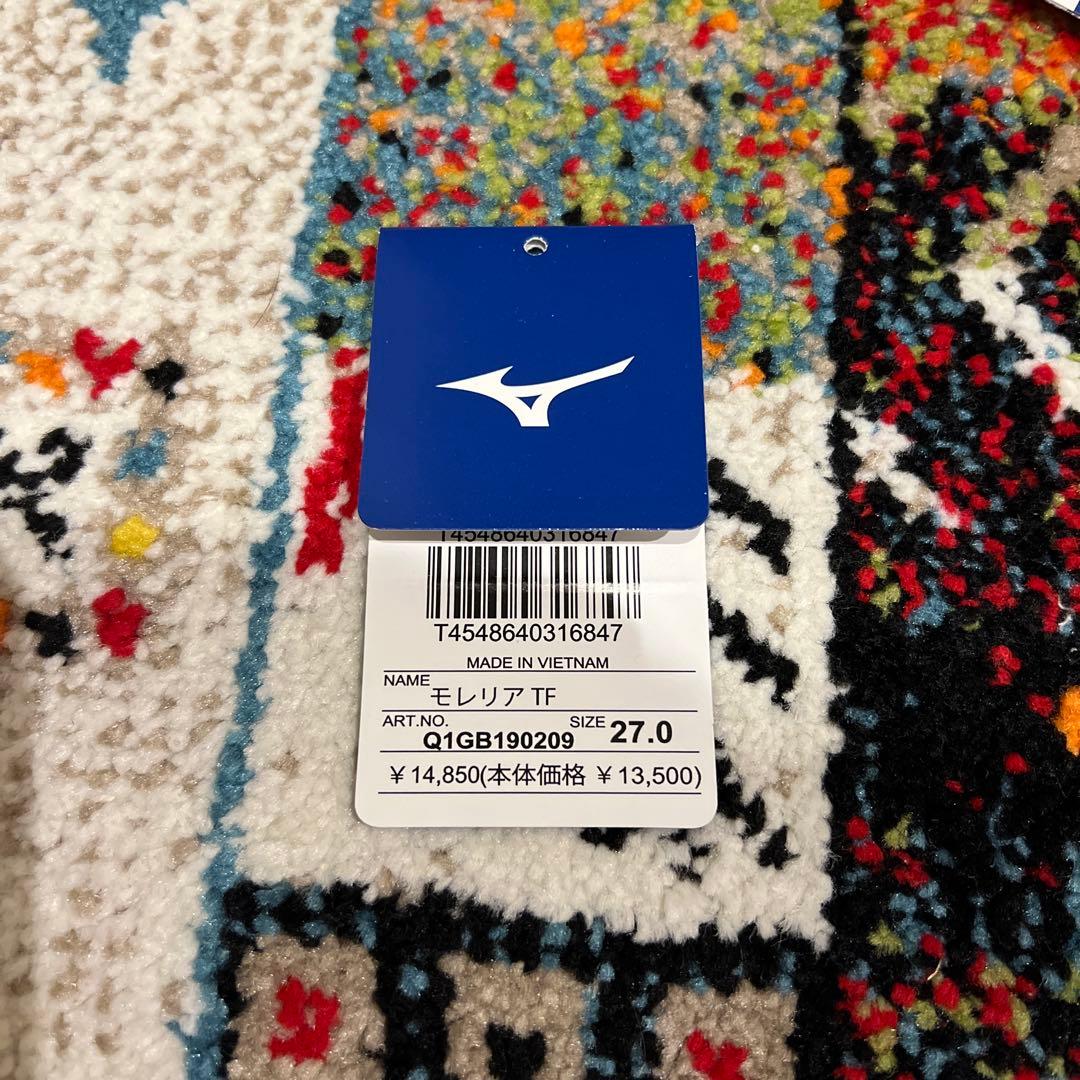 T4548640316847
T4548640316847
MADE IN VIETNAM
NAME モレリア TF
ART.NO. Q1GB190209 SIZE 27.0
￥14,850(本体価格 ￥13,500)